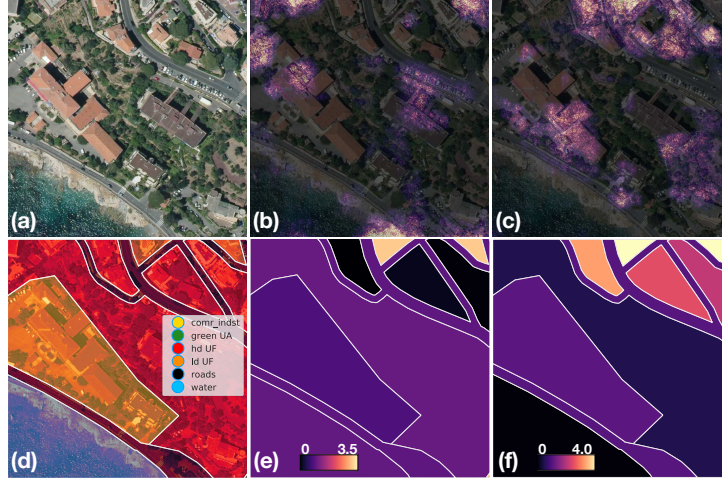 (a)
(b)
(c)
comr_indst
green UA
hd UF
ld UF
roads
water
(d)
0 3.5
(e)
0 4.0
(f)